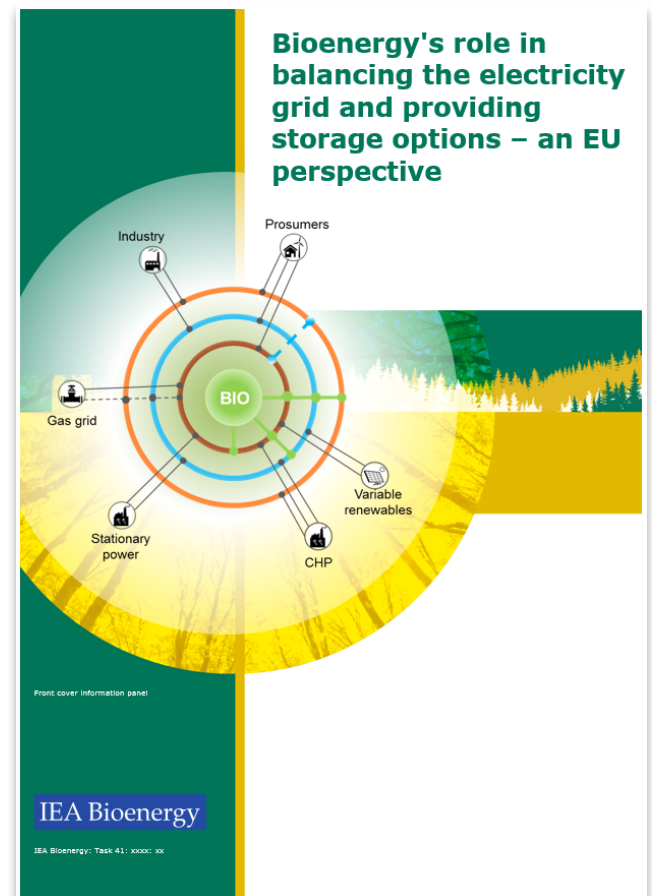 Bioenergy's role in
balancing the electricity
grid and providing
storage options – an EU
perspective
Prosumers
Industry
BIO
Gas grid
Variable
renewables
Stationary
power
CHP
Front cover information panel
IEA Bioenergy
IEA Bioenergy: Task 41: xxxx: xx